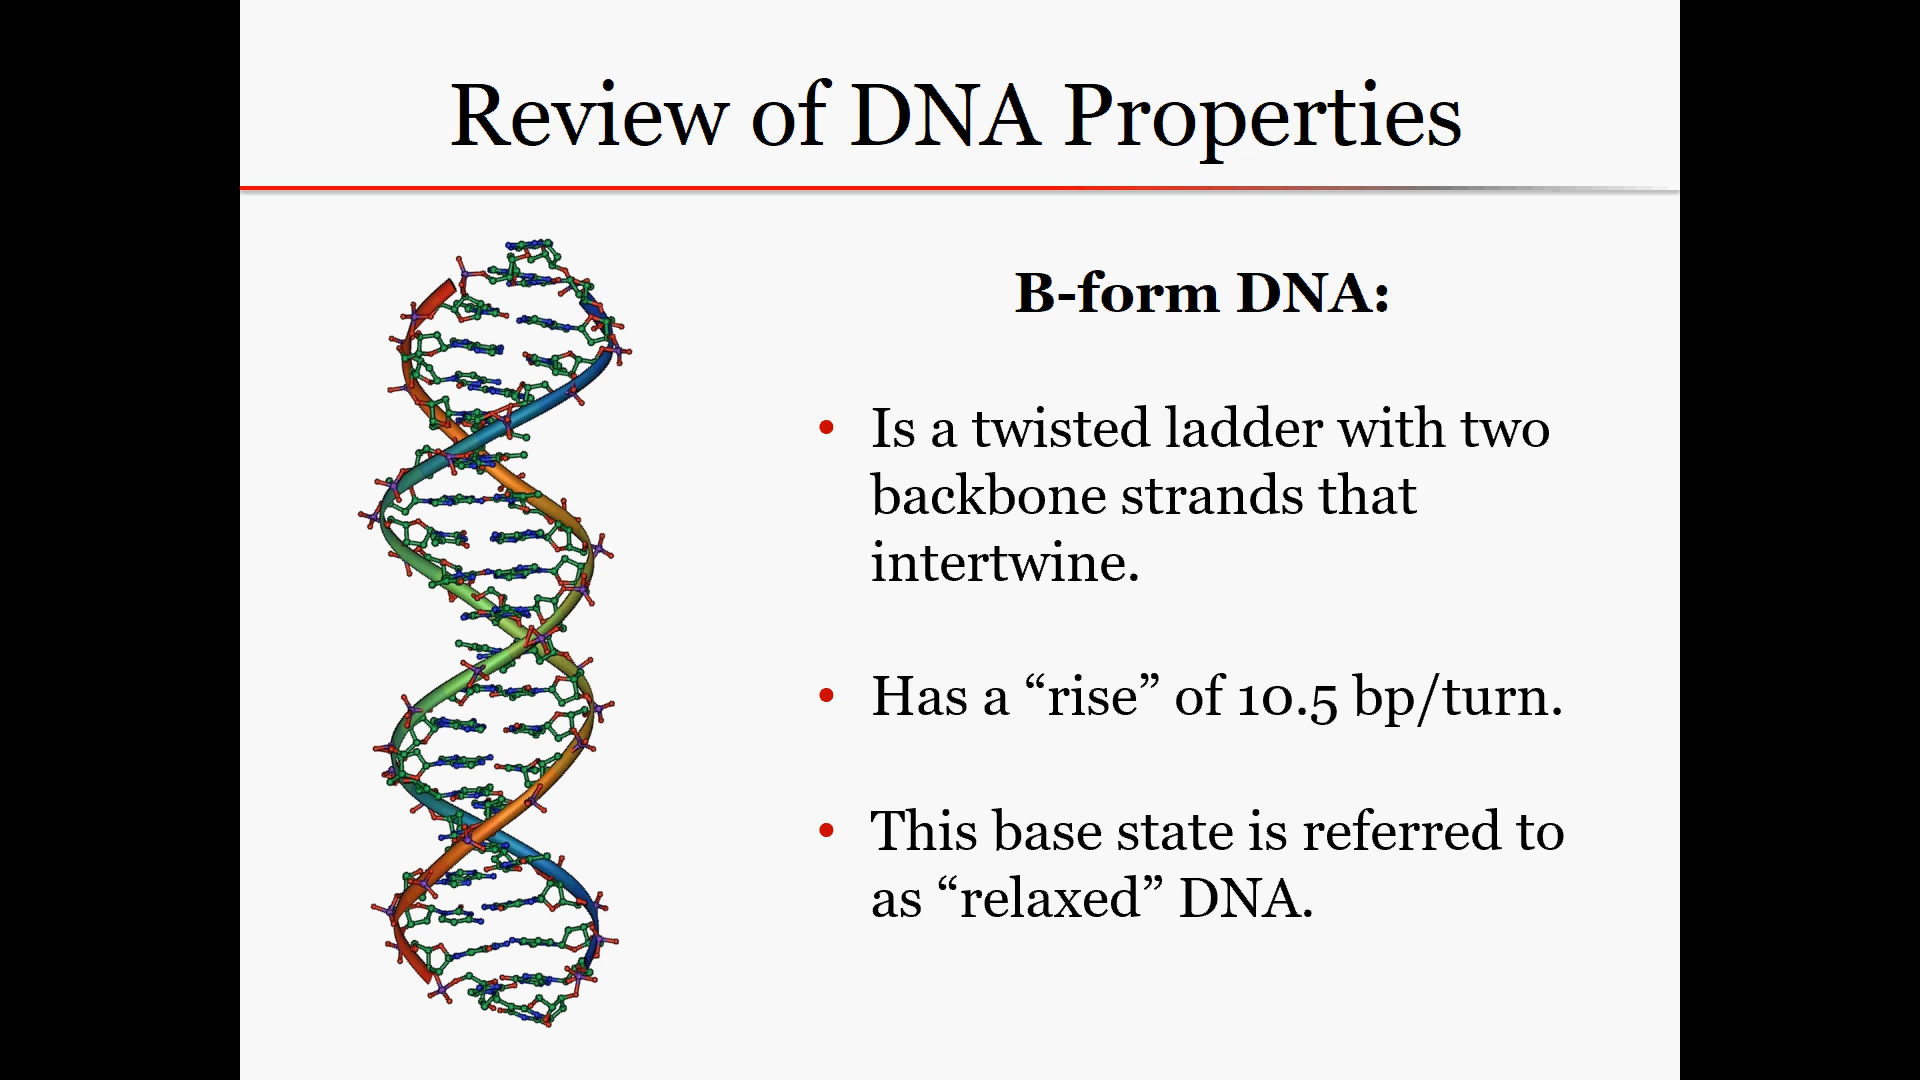 Review of DNA Properties
B-form DNA:
• Is a twisted ladder with two
backbone strands that
intertwine.
• Has a “rise” of 10.5 bp/turn.
• This base state is referred to
as “relaxed” DNA.